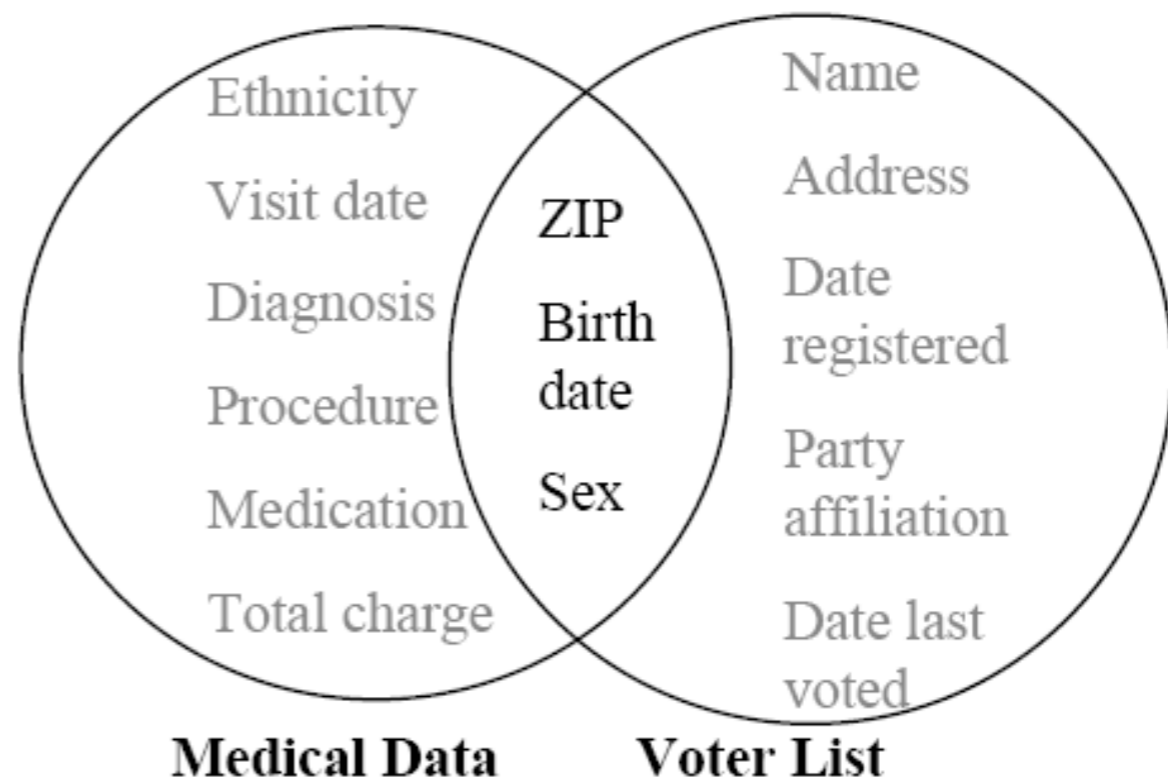 Ethnicity
Visit date
Diagnosis
Procedure
Medication
Total charge
ZIP
Birth
date
Sex
Name
Address
Date
registered
Party
affiliation
Date last
voted
Medical Data
Voter List